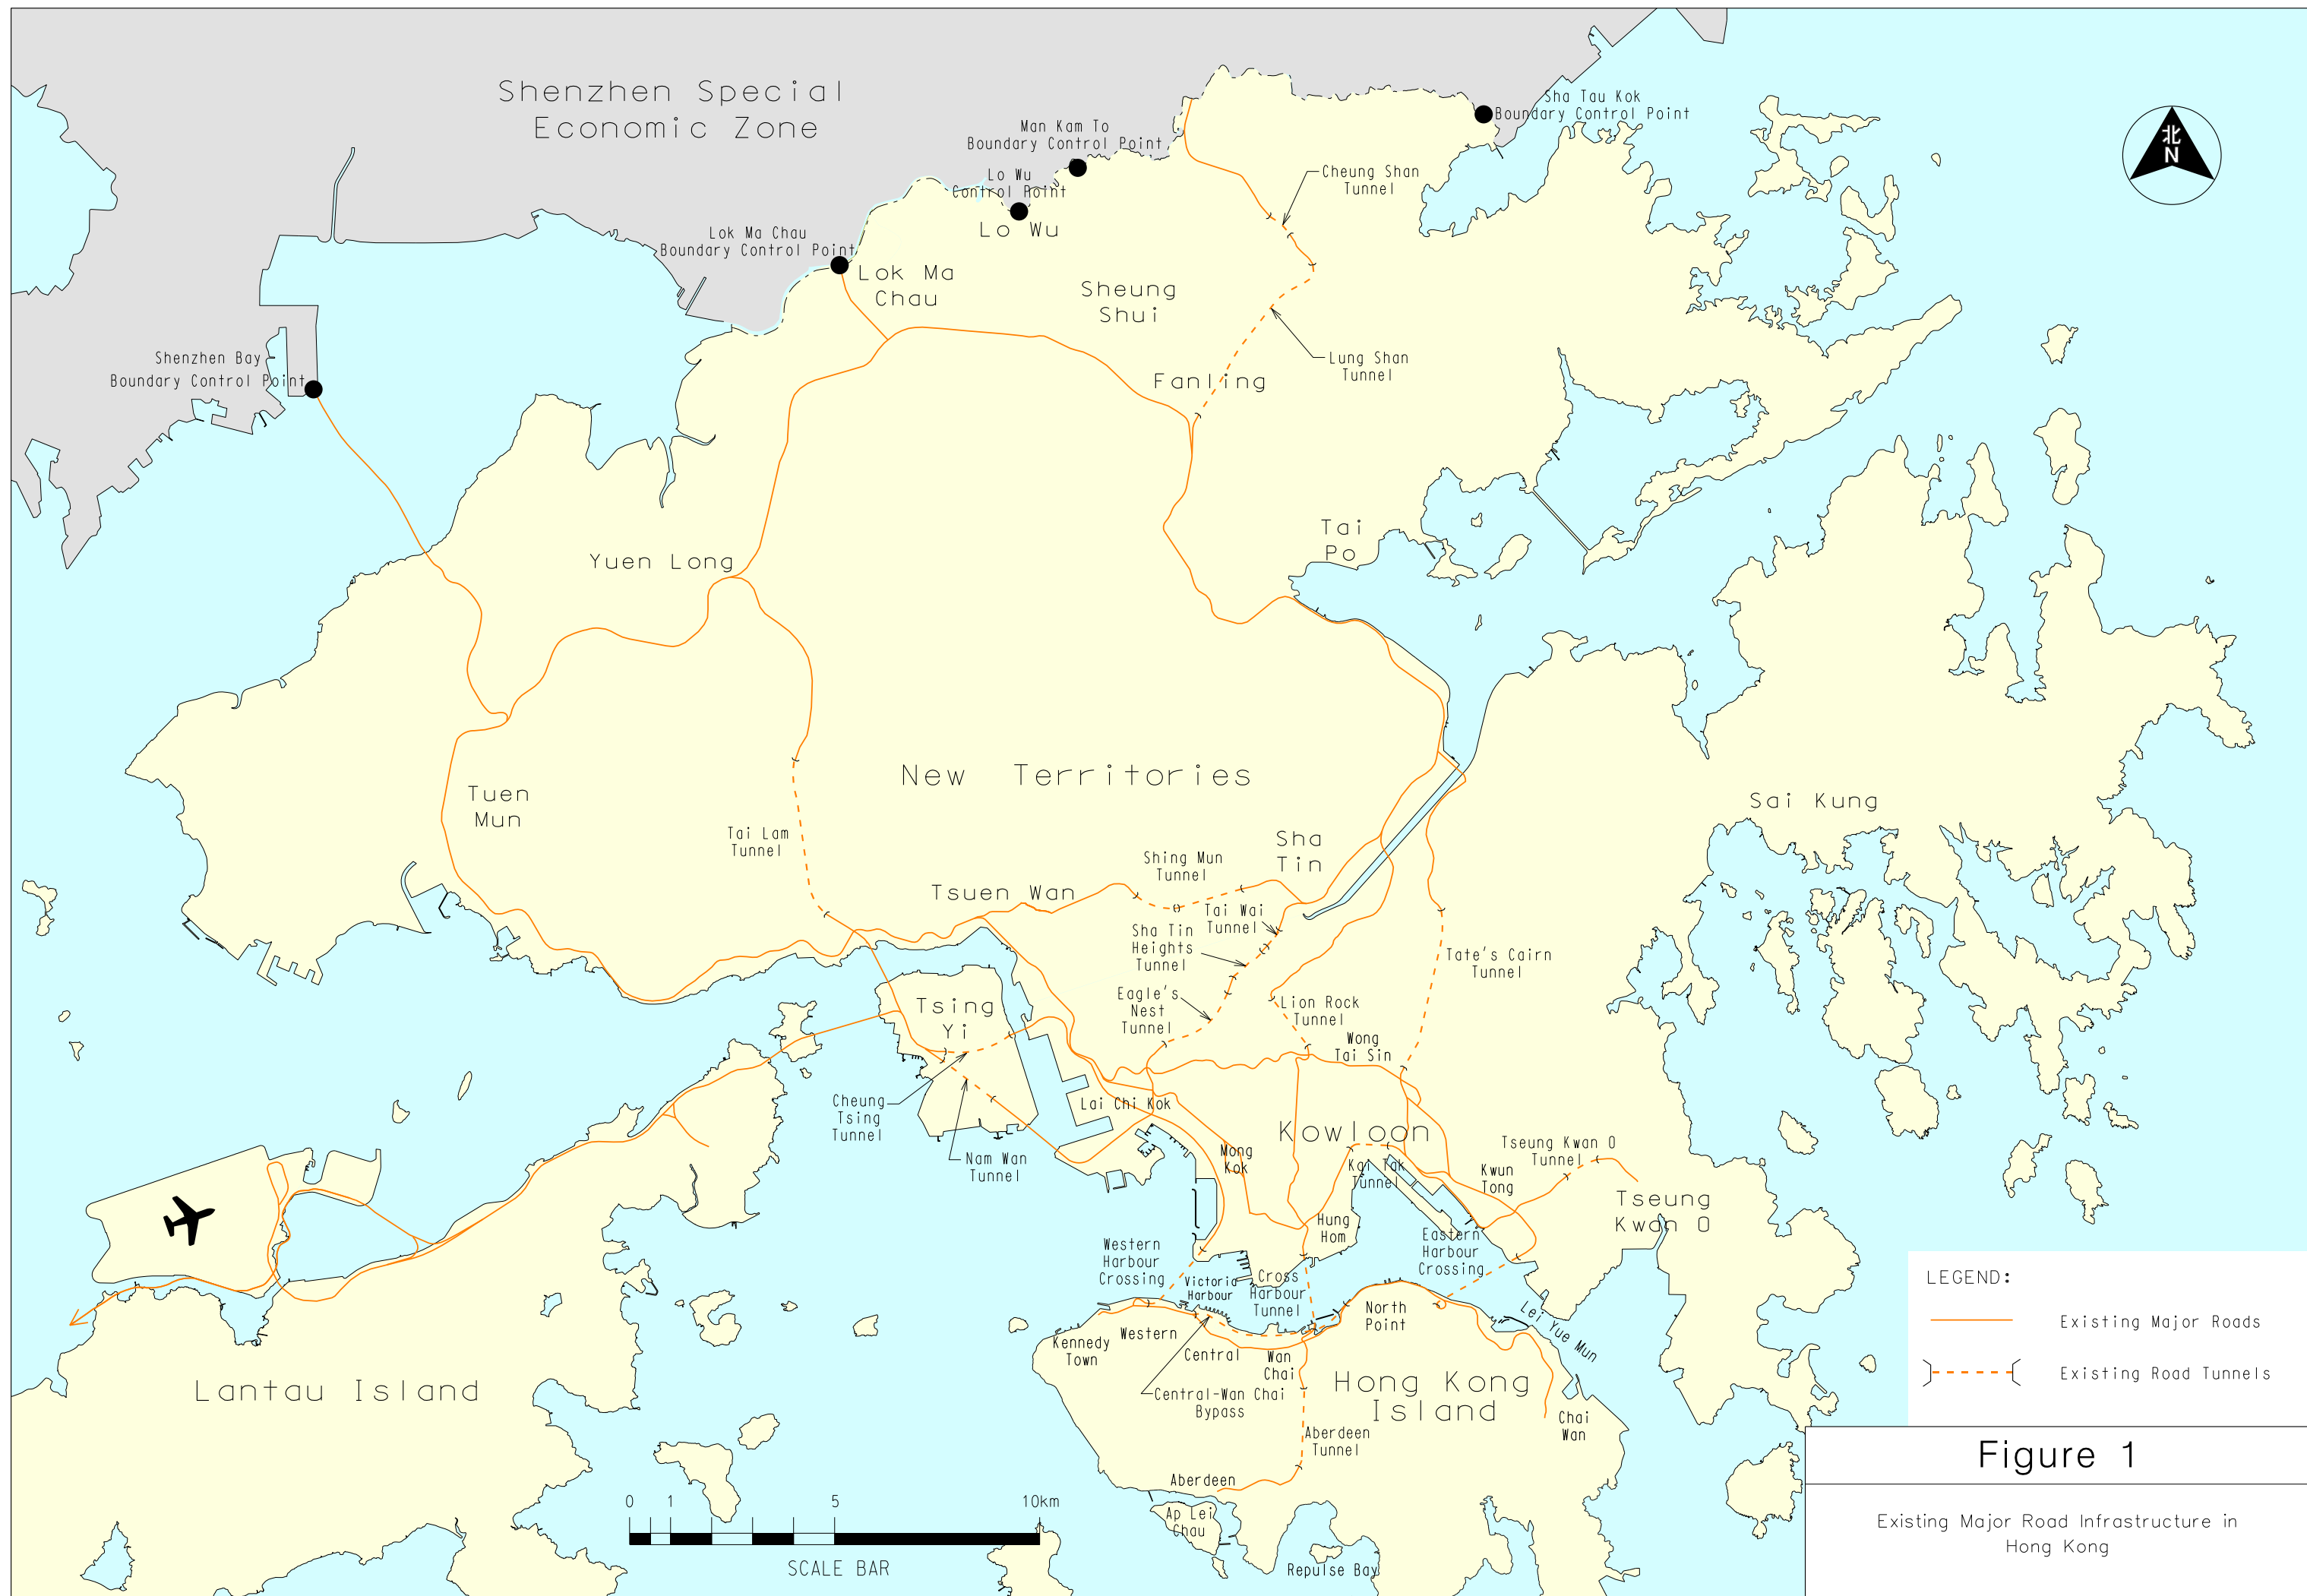 Shenzhen Special
Economic Zone
Sha Tau Kok
Boundary Control Point
Man Kam To
Boundary Control Point
北
N
Lo Wu
Control Point
Lo Wu
Cheung Shan
Tunnel
Lok Ma Chau
Boundary Control Point
Lok Ma
Chau
Sheung
Shui
Shenzhen Bay
Boundary Control Point
Lung Shan
Tunnel
Fanling
Tai
Po
Yuen Long
New Territories
Tuen
Mun
Sai Kung
Tai Lam
Tunnel
Sha
Tin
Shing Mun
Tunnel
Tsuen Wan
Tai Wai
Tunnel
Sha Tin
Heights
Tunnel
Tate's Cairn
Tunnel
Eagle's
Nest
Tunnel
Tsing
Yi
Lion Rock
Tunnel
Wong
Tai Sin
Cheung
Tsing
Tunnel
Lai Chi Kok
Kowloon
Nam Wan
Tunnel
Mong
Kok
Kai Tak
Tunnel
Tseung Kwan O
Tunnel
Kwun
Tong
Tseung
Kwan O
Hung
Hom
Western
Harbour
Crossing
Victoria
Harbour
Cross
Harbour
Tunnel
Eastern
Harbour
Crossing
North
Point
Lei Yue Mun
Kennedy
Town
Western
Central
Wan
Chai
Central-Wan Chai
Bypass
Hong Kong
Island
Chai
Wan
Lantau Island
Aberdeen
Tunnel
Aberdeen
Ap Lei
Chau
Repulse Bay
0 1 5 10km
SCALE BAR
LEGEND:
Existing Major Roads
Existing Road Tunnels
Figure 1
Existing Major Road Infrastructure in
Hong Kong